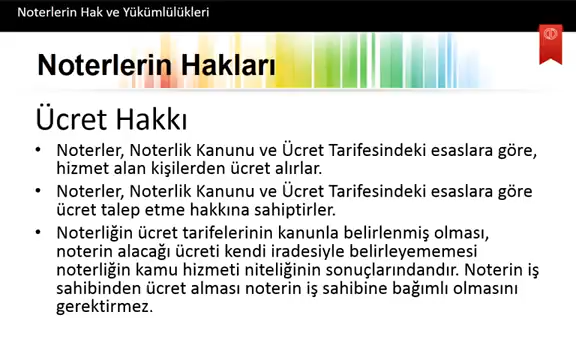 Noterlerin Hak ve Yükümlülükleri
Noterlerin Hakları
Ücret Hakkı
• Noterler, Noterlik Kanunu ve Ücret Tarifesindeki esaslara göre,
hizmet alan kişilerden ücret alırlar.
• Noterler, Noterlik Kanunu ve Ücret Tarifesindeki esaslara göre
ücret talep etme hakkına sahiptirler.
• Noterliğin ücret tarifelerinin kanunla belirlenmiş olması,
noterin alacağı ücreti kendi iradesiyle belirleyememesi
noterliğin kamu hizmeti niteliğinin sonuçlarındandır. Noterin iş
sahibinden ücret alması noterin iş sahibine bağımlı olmasını
gerektirmez.